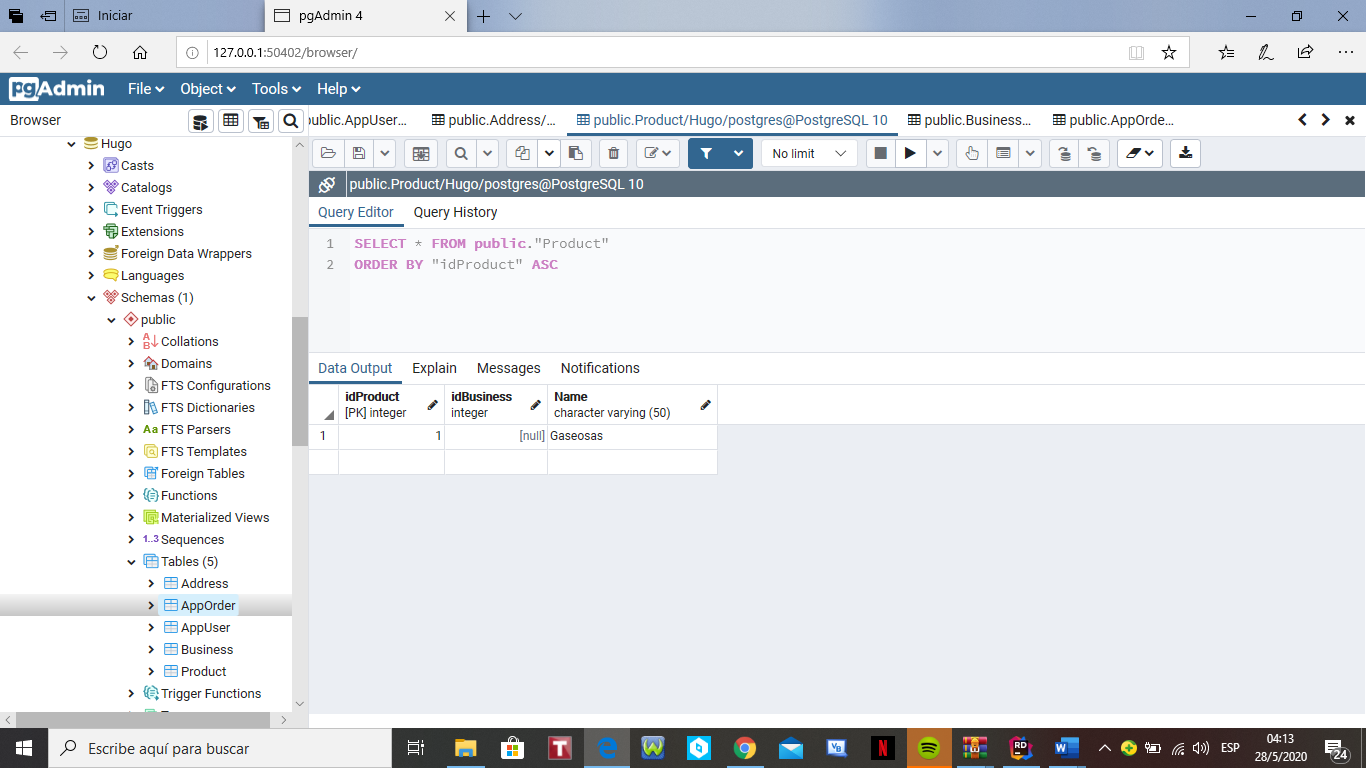 Iniciar
pgAdmin 4
127.0.0.1:50402/browser/
pgAdmin File Object Tools Help
Browser
public.AppUser... public.Address/... public.Product/Hugo/postgres@PostgreSQL 10 public.Business... public.AppOrde...
No limit
public.Product/Hugo/postgres@PostgreSQL 10
Query Editor Query History
1 SELECT * FROM public."Product"
2 ORDER BY "idProduct" ASC
Data Output Explain Messages Notifications
idProduct
[PK] integer
idBusiness
integer
Name
character varying (50)
1 1 [null] Gaseosas
Hugo
Casts
Catalogs
Event Triggers
Extensions
Foreign Data Wrappers
Languages
Schemas (1)
public
Collations
Domains
FTS Configurations
FTS Dictionaries
Aa FTS Parsers
FTS Templates
Foreign Tables
Functions
Materialized Views
1..3 Sequences
Tables (5)
Address
AppOrder
AppUser
Business
Product
Trigger Functions
Escribe aquí para buscar
ESP
04:13
28/5/2020
24